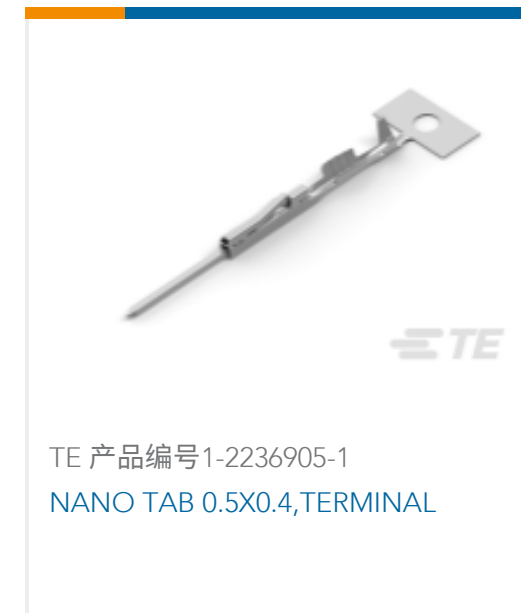 TE
TE 产品编号1-2236905-1
NANO TAB 0.5X0.4,TERMINAL